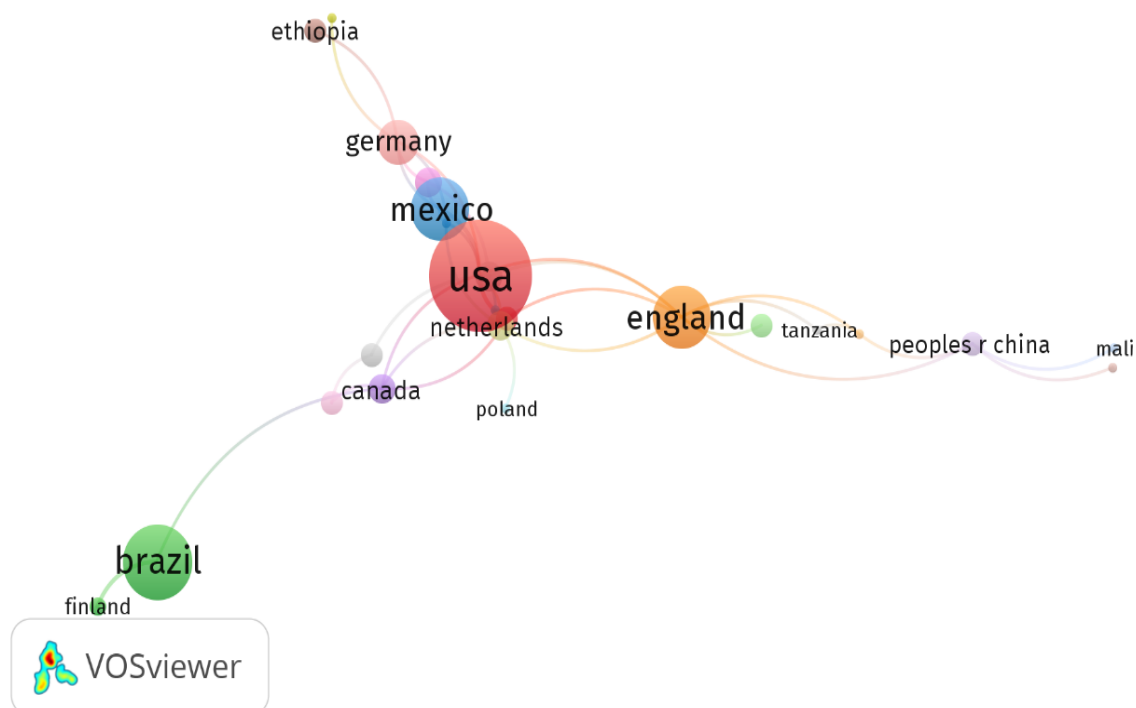 ethiopia
germany
mexico
usa
netherlands
england
tanzania
peoples r china
mali
canada
poland
brazil
finland
VOSviewer